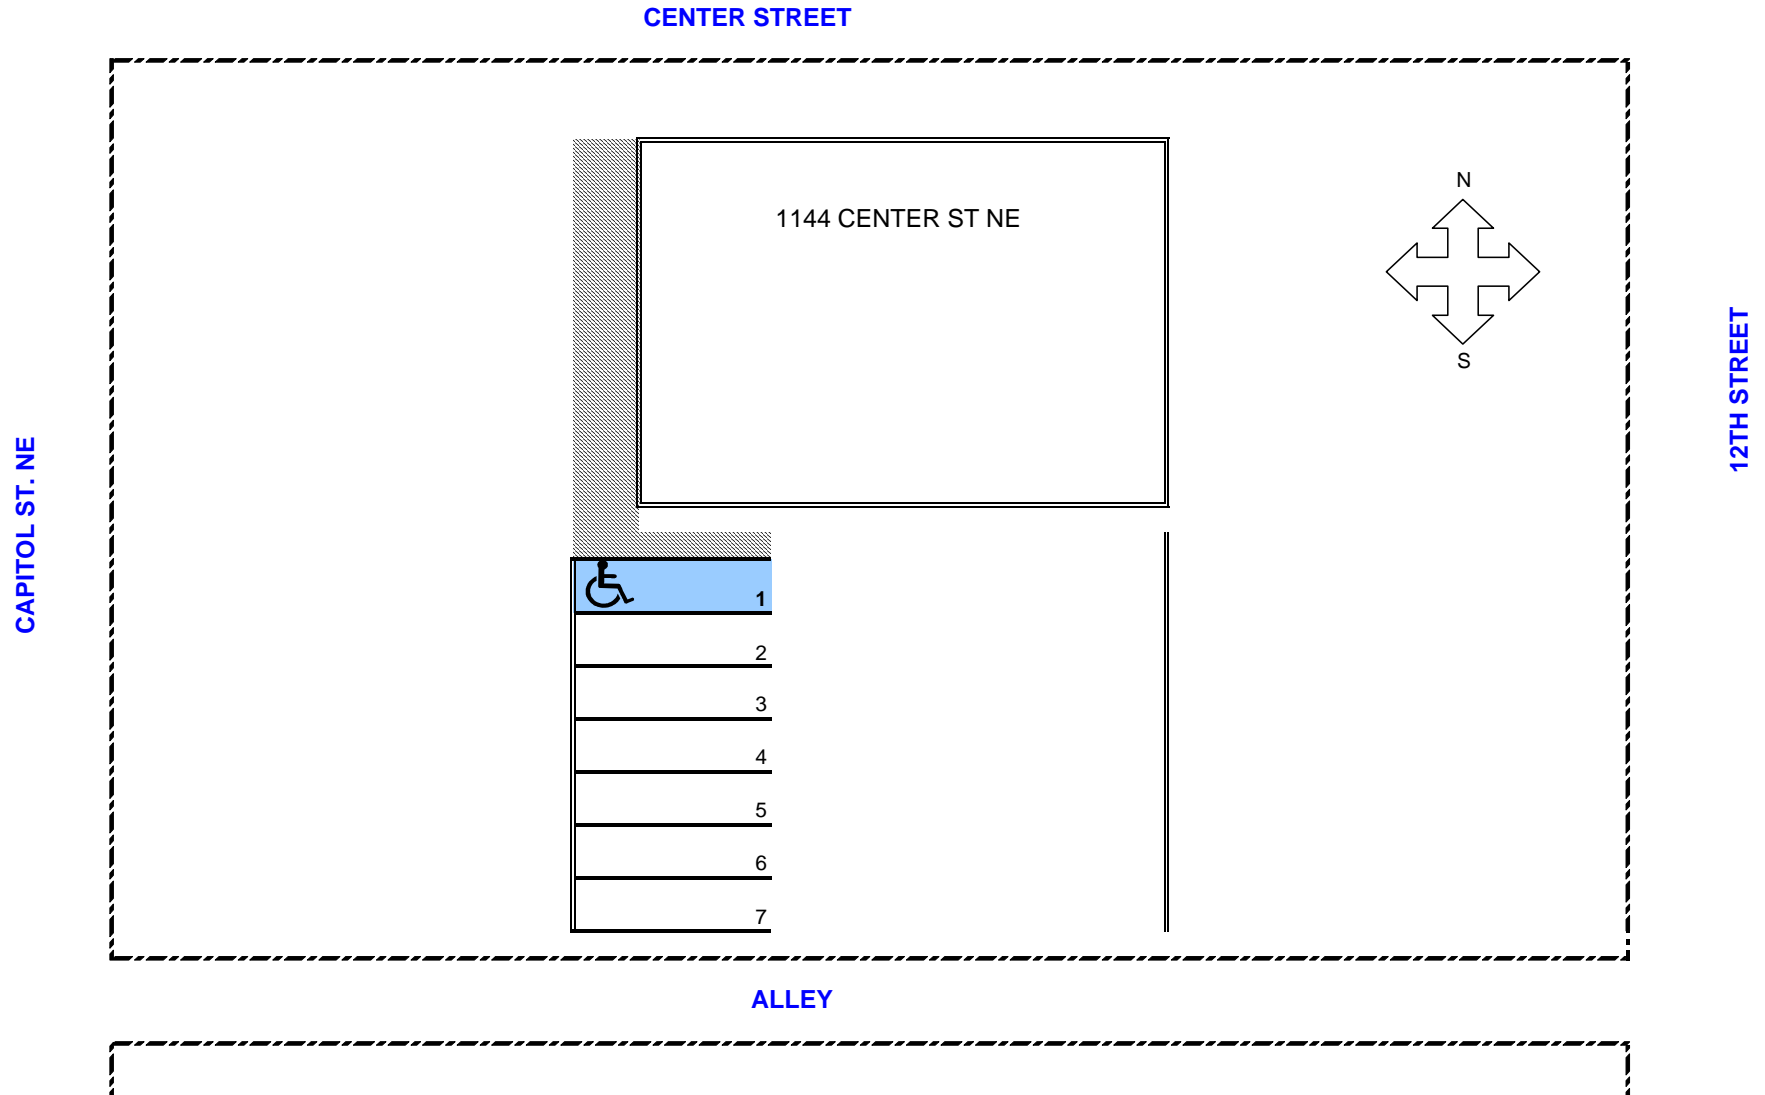 CENTER STREET
1144 CENTER ST NE
N
S
12TH STREET
CAPITOL ST. NE
1
2
3
4
5
6
7
ALLEY